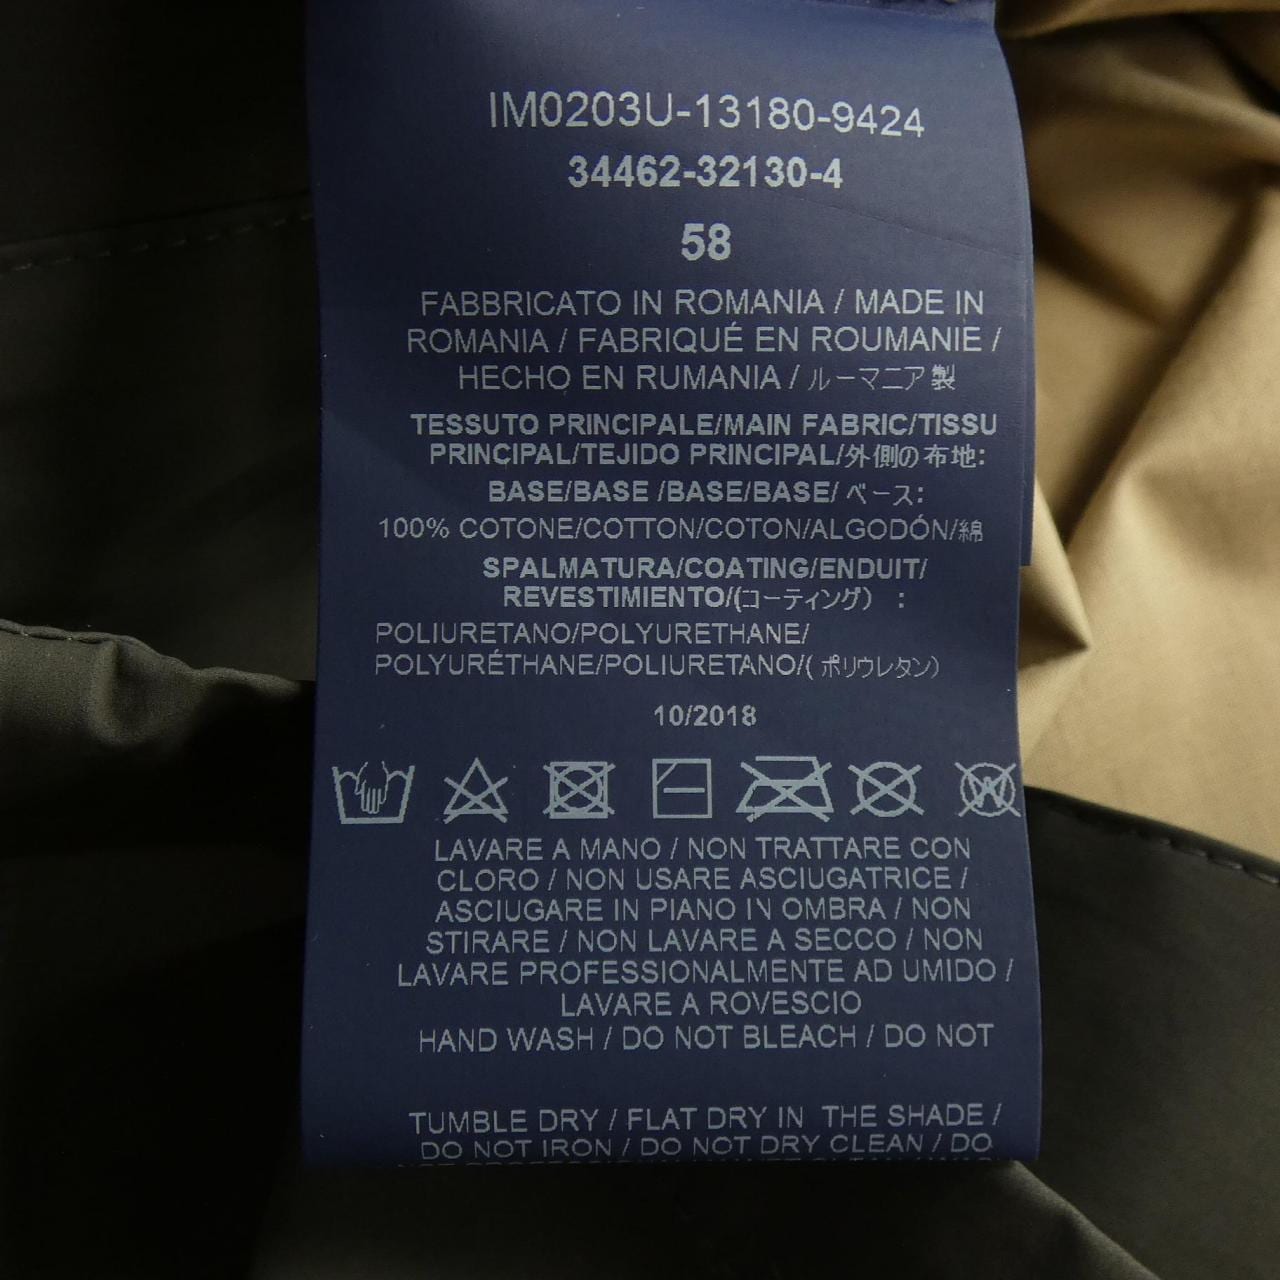 IM0203U-13180-9424
34462-32130-4
58
FABBRICATO IN ROMANIA / MADE IN
ROMANIA / FABRIQUÉ EN ROUMANIE /
HECHO EN RUMANIA / ルーマニア製
TESSUTO PRINCIPALE/MAIN FABRIC/TISSU
PRINCIPAL/TEJIDO PRINCIPAL/外側の布地:
BASE/BASE /BASE/BASE/ ベース:
100% COTONE/COTTON/COTON/ALGODÓN/綿
SPALMATURA/COATING/ENDUIT/
REVESTIMIENTO/(コーティング) :
POLIURETANO/POLYURETHANE/
POLYURÉTHANE/POLIURETANO/( ポリウレタン)
10/2018
LAVARE A MANO / NON TRATTARE CON
CLORO / NON USARE ASCIUGATRICE /
ASCIUGARE IN PIANO IN OMBRA / NON
STIRARE / NON LAVARE A SECCO / NON
LAVARE PROFESSIONALMENTE AD UMIDO /
LAVARE A ROVESCIO
HAND WASH / DO NOT BLEACH / DO NOT
TUMBLE DRY / FLAT DRY IN THE SHADE /
DO NOT IRON / DO NOT DRY CLEAN / DO